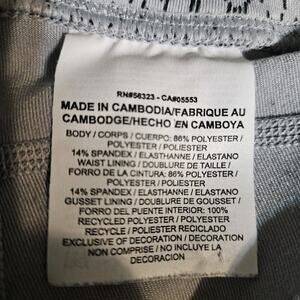 RN#56323 - CA#05553
MADE IN CAMBODIA/FABRIQUE AU
CAMBODGE/HECHO EN CAMBOYA
BODY / CORPS / CUERPO: 86% POLYESTER /
POLYESTER / POLIESTER
14% SPANDEX / ELASTHANNE / ELASTANO
WAIST LINING / DOUBLURE DE TAILLE /
FORRO DE LA CINTURA: 86% POLYESTER /
POLYESTER / POLIESTER
14% SPANDEX / ELASTHANNE / ELASTANO
GUSSET LINING / DOUBLURE DE GOUSSET /
FORRO DEL PUENTE INTERIOR: 100%
RECYCLED POLYESTER / POLYESTER
RECYCLE / POLIESTER RECICLADO
EXCLUSIVE OF DECORATION / DECORATION
NON COMPRISE / NO INCLUYE LA
DECORACION